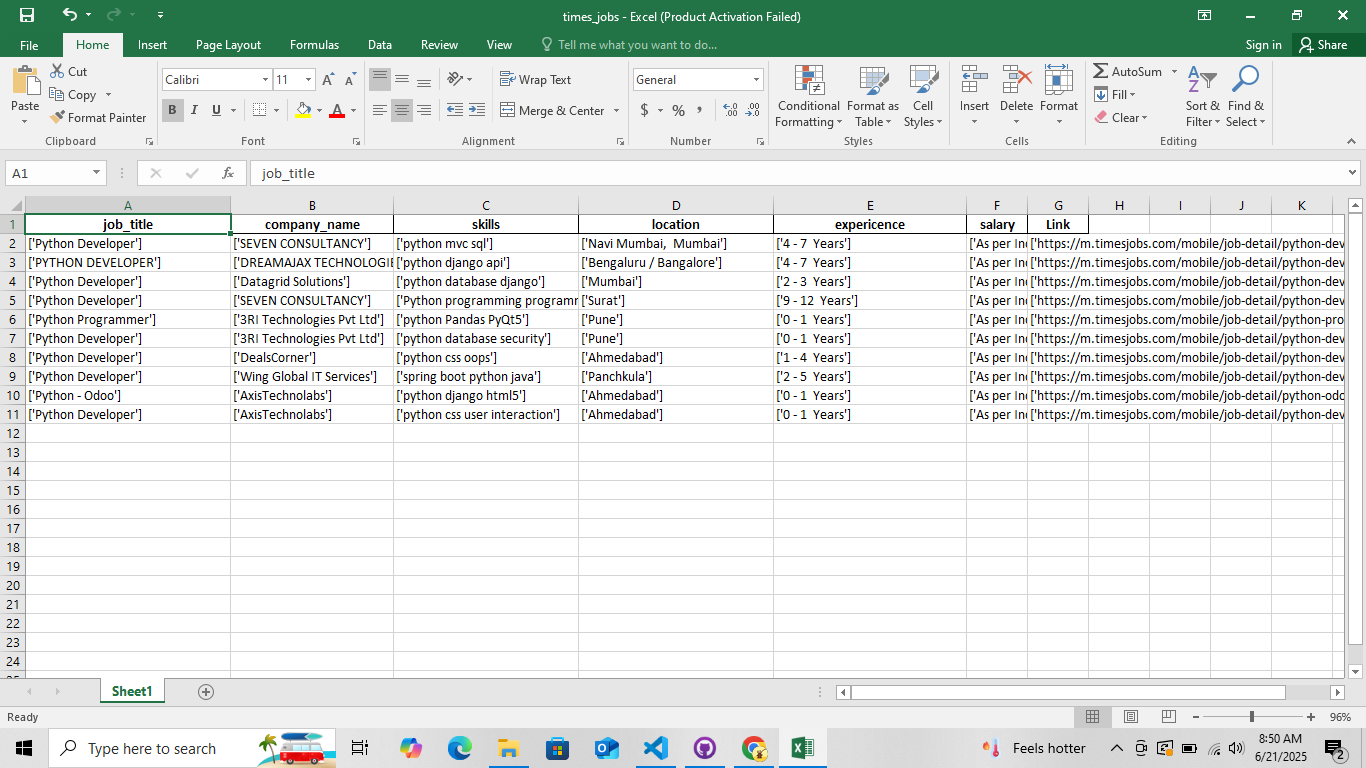 times_jobs - Excel (Product Activation Failed)
File Home Insert Page Layout Formulas Data Review View Tell me what you want to do... Sign in Share
Paste
Cut
Copy
Format Painter
Clipboard
Calibri 11
B I U
Font
Wrap Text
Merge & Center
Alignment
General
$ % ,
Number
Conditional Formatting
Format as Table
Cell Styles
Styles
Insert
Delete
Format
Cells
AutoSum
Fill
Clear
Sort & Filter
Find & Select
Editing
A1 fx job_title
A B C D E F G H I J K
1 job_title company_name skills location expericence salary Link
2 ['Python Developer'] ['SEVEN CONSULTANCY'] ['python mvc sql'] ['Navi Mumbai,  Mumbai'] ['4 - 7  Years'] ['As per Ind ['https://m.timesjobs.com/mobile/job-detail/python-dev
3 ['PYTHON DEVELOPER'] ['DREAMAJAX TECHNOLOGIE ['python django api'] ['Bengaluru / Bangalore'] ['4 - 7  Years'] ['As per Ind ['https://m.timesjobs.com/mobile/job-detail/python-dev
4 ['Python Developer'] ['Datagrid Solutions'] ['python database django'] ['Mumbai'] ['2 - 3  Years'] ['As per Ind ['https://m.timesjobs.com/mobile/job-detail/python-dev
5 ['Python Developer'] ['SEVEN CONSULTANCY'] ['Python programming programr ['Surat'] ['9 - 12  Years'] ['As per Ind ['https://m.timesjobs.com/mobile/job-detail/python-dev
6 ['Python Programmer'] ['3RI Technologies Pvt Ltd'] ['python Pandas PyQt5'] ['Pune'] ['0 - 1  Years'] ['As per Ind ['https://m.timesjobs.com/mobile/job-detail/python-pro
7 ['Python Developer'] ['3RI Technologies Pvt Ltd'] ['python database security'] ['Pune'] ['0 - 1  Years'] ['As per Ind ['https://m.timesjobs.com/mobile/job-detail/python-dev
8 ['Python Developer'] ['DealsCorner'] ['python css oops'] ['Ahmedabad'] ['1 - 4  Years'] ['As per Ind ['https://m.timesjobs.com/mobile/job-detail/python-dev
9 ['Python Developer'] ['Wing Global IT Services'] ['spring boot python java'] ['Panchkula'] ['2 - 5  Years'] ['As per Ind ['https://m.timesjobs.com/mobile/job-detail/python-dev
10 ['Python - Odoo'] ['AxisTechnolabs'] ['python django html5'] ['Ahmedabad'] ['0 - 1  Years'] ['As per Ind ['https://m.timesjobs.com/mobile/job-detail/python-odo
11 ['Python Developer'] ['AxisTechnolabs'] ['python css user interaction'] ['Ahmedabad'] ['0 - 1  Years'] ['As per Ind ['https://m.timesjobs.com/mobile/job-detail/python-dev
12
13
14
15
16
17
18
19
20
21
22
23
24
Sheet1
Ready 96%
Type here to search
Feels hotter
8:50 AM
6/21/2025
2